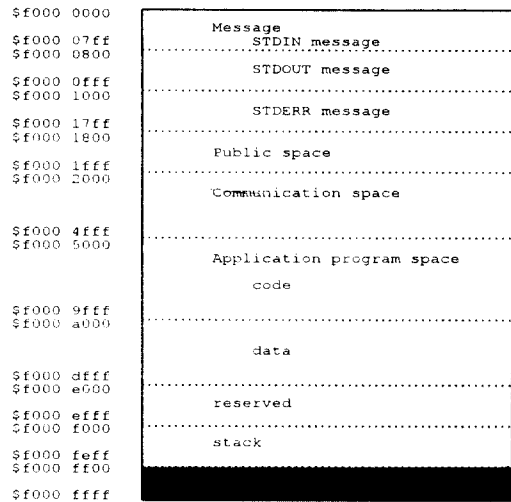 $f000 0000
Message
STDIN message
$f000 07ff
$f000 0800
STDOUT message
$f000 0fff
$f000 1000
STDERR message
$f000 17ff
$f000 1800
Public space
$f000 1fff
$f000 2000
Communication space
$f000 4fff
$f000 5000
Application program space
code
$f000 9fff
$f000 a000
data
$f000 dfff
$f000 e000
reserved
$f000 efff
$f000 f000
stack
$f000 feff
$f000 ff00
$f000 ffff